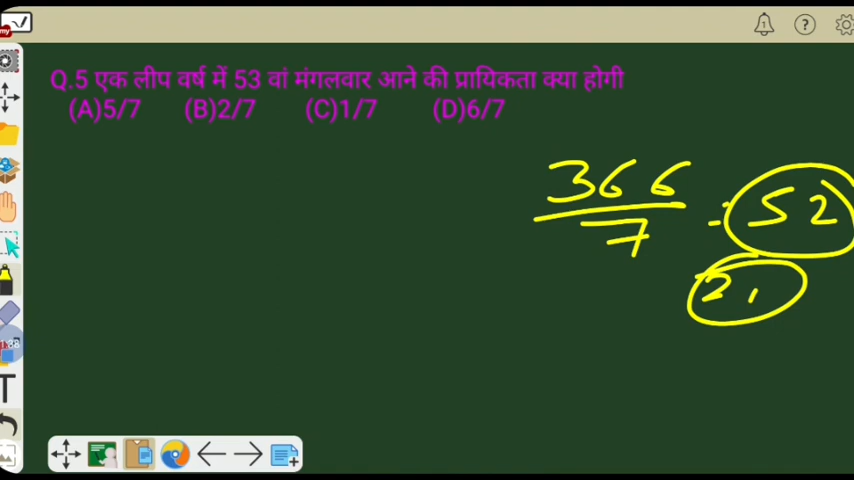 Q.5 एक लीप वर्ष में 53 वां मंगलवार आने की प्रायिकता क्या होगी
(A)5/7 (B)2/7 (C)1/7 (D)6/7
366
7
= 52
2,